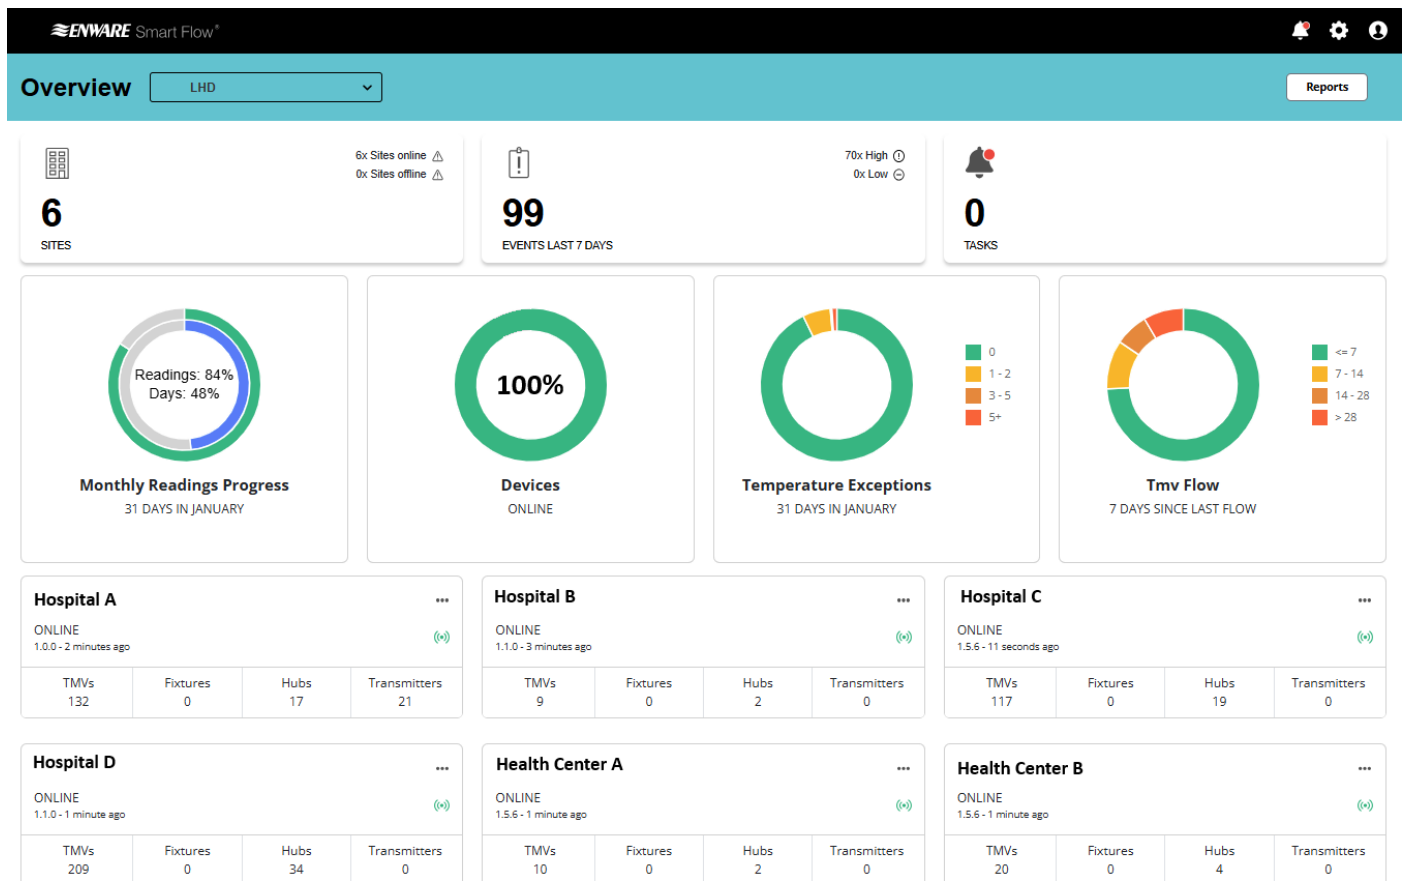 ENWARE Smart Flow®
Overview LHD Reports
6x Sites online
0x Sites offline
6
SITES
70x High
0x Low
99
EVENTS LAST 7 DAYS
0
TASKS
Readings: 84%
Days: 48%
Monthly Readings Progress
31 DAYS IN JANUARY
100%
Devices
ONLINE
0
1 - 2
3 - 5
5+
Temperature Exceptions
31 DAYS IN JANUARY
<= 7
7 - 14
14 - 28
> 28
Tmv Flow
7 DAYS SINCE LAST FLOW
Hospital A
ONLINE
1.0.0 - 2 minutes ago
TMVs Fixtures Hubs Transmitters
132 0 17 21
Hospital B
ONLINE
1.1.0 - 3 minutes ago
TMVs Fixtures Hubs Transmitters
9 0 2 0
Hospital C
ONLINE
1.5.6 - 11 seconds ago
TMVs Fixtures Hubs Transmitters
117 0 19 0
Hospital D
ONLINE
1.1.0 - 1 minute ago
TMVs Fixtures Hubs Transmitters
209 0 34 0
Health Center A
ONLINE
1.5.6 - 1 minute ago
TMVs Fixtures Hubs Transmitters
10 0 2 0
Health Center B
ONLINE
1.5.6 - 1 minute ago
TMVs Fixtures Hubs Transmitters
20 0 4 0